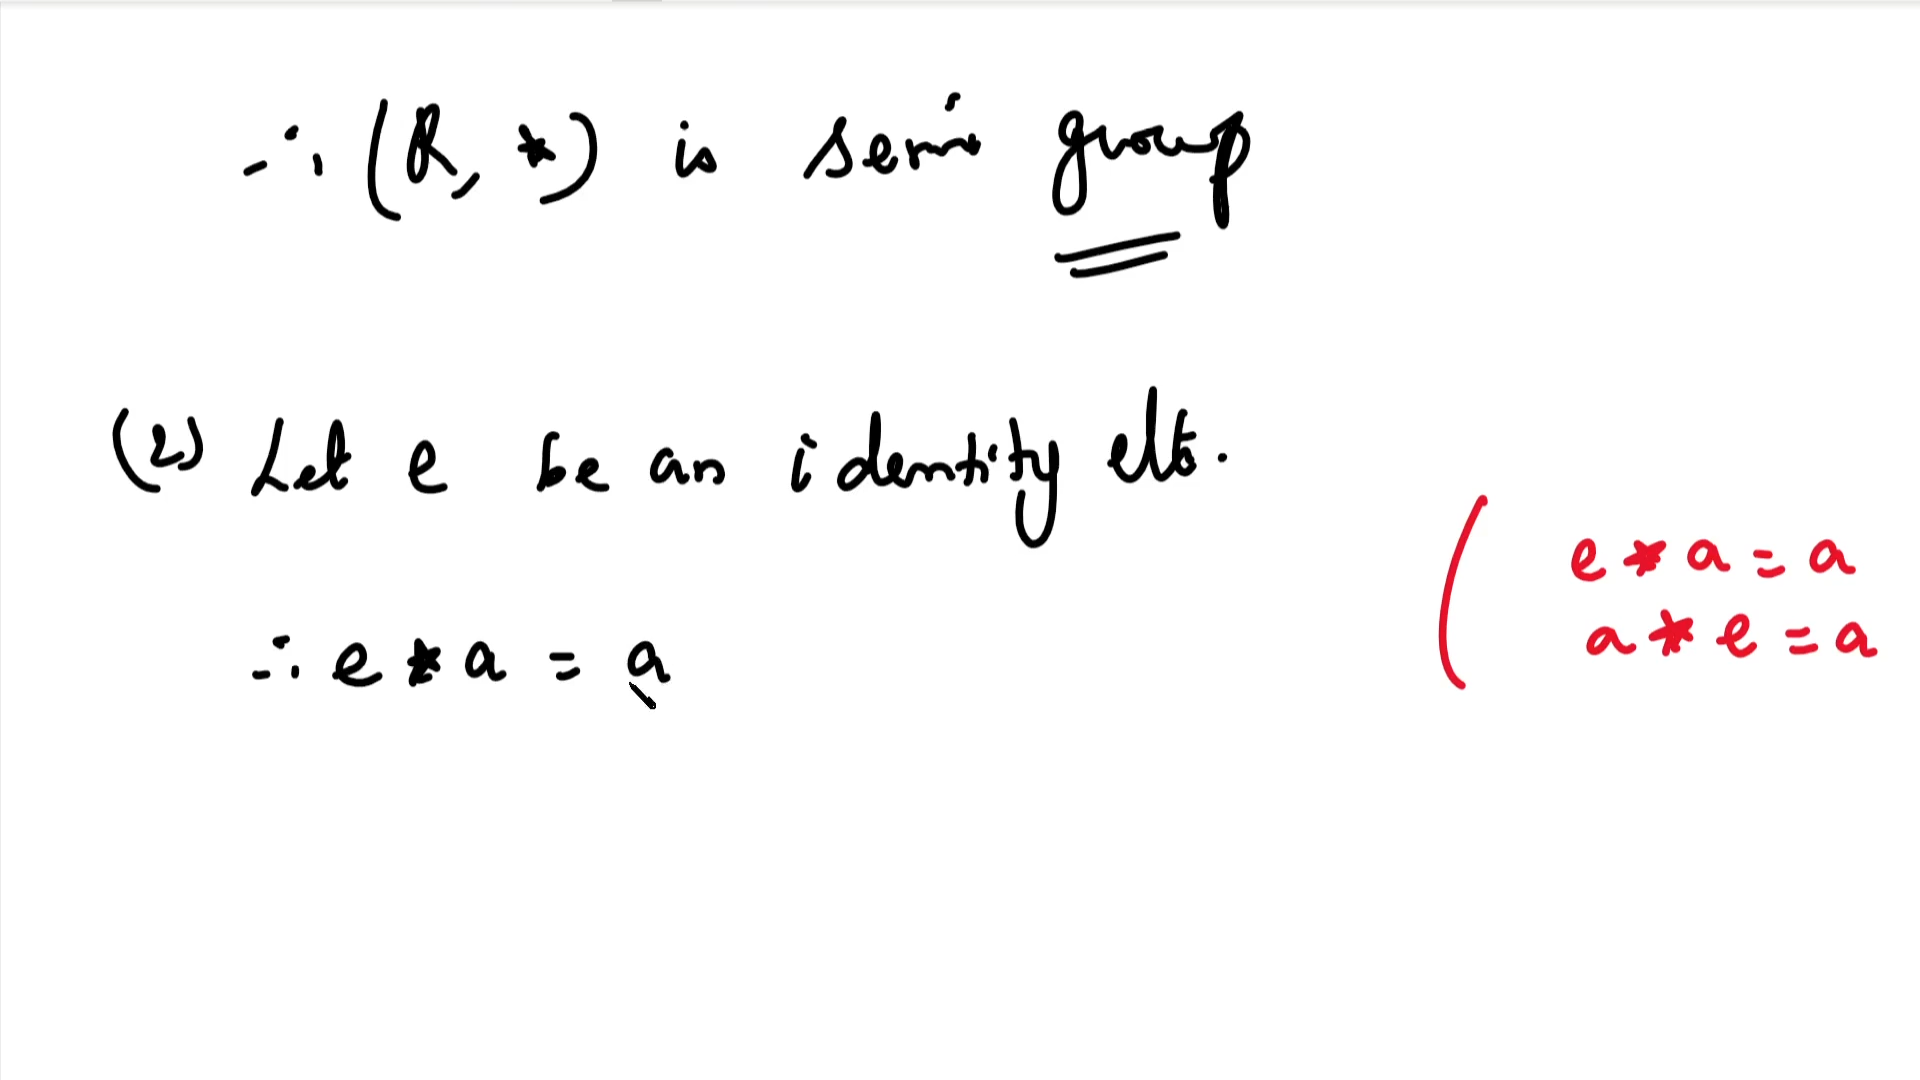 ∴ (R, *) is semi group
(2) Let e be an identity elt.
e * a = a
a * e = a
∴ e * a = a